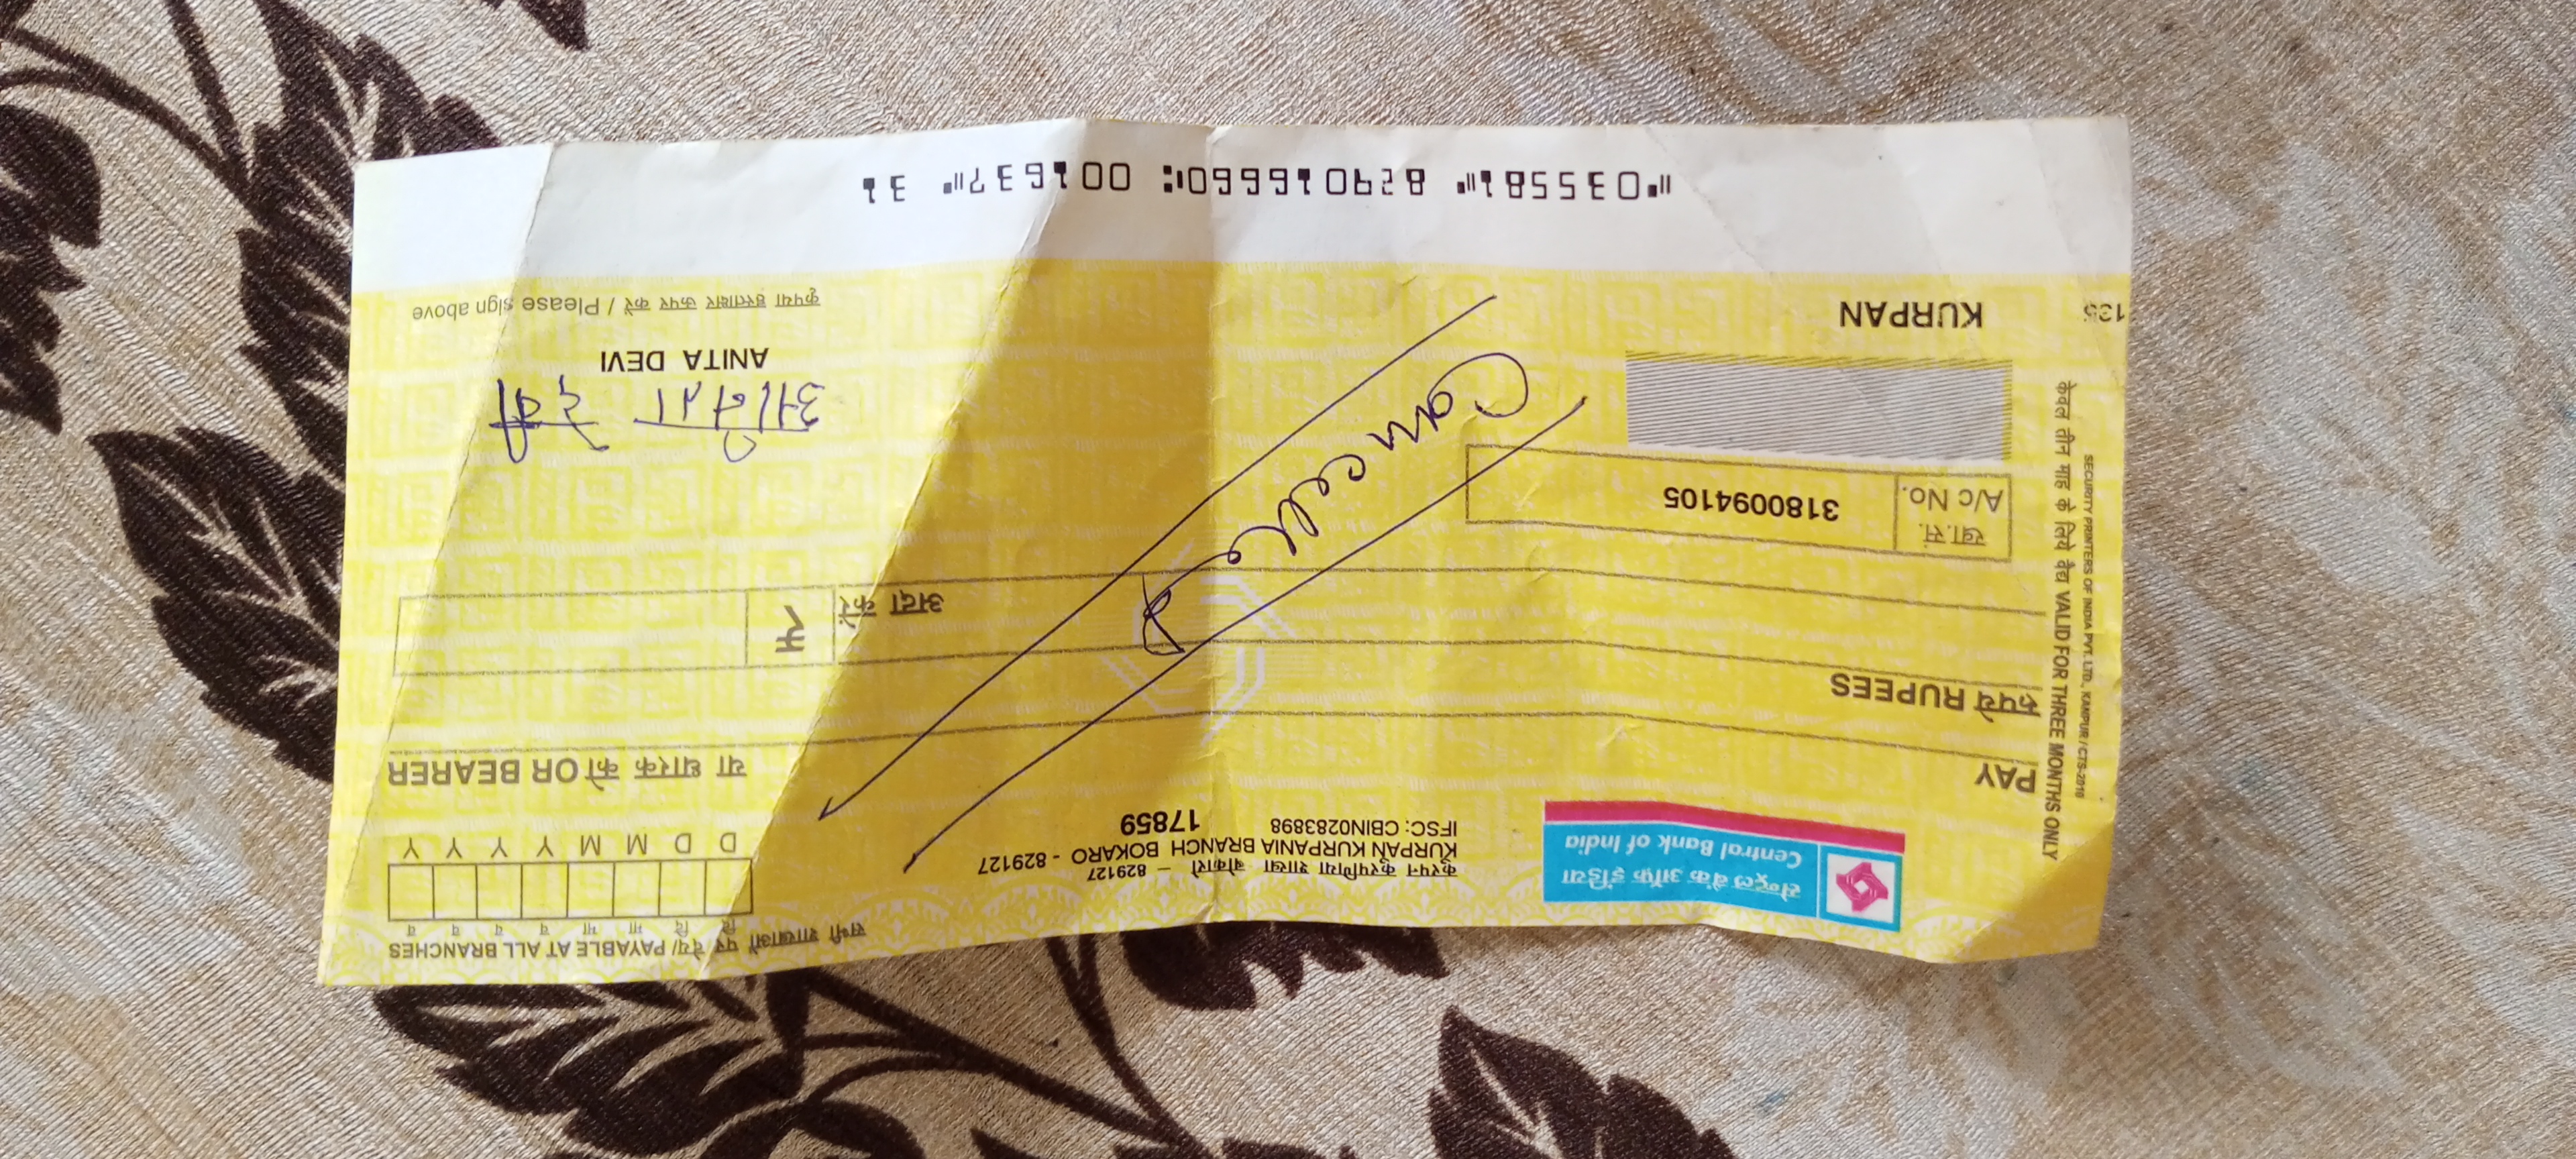 सभी शाखाओं पर देय/ PAYABLE AT ALL BRANCHES
सेन्ट्रल बैंक ऑफ इंडिया
Central Bank of India
कुरपन कुरपनिया शाखा बोकारो - 829127
KURPAN KURPANIA BRANCH BOKARO - 829127
IFSC: CBIN0283898
17859
दि दि मा मा व व व व
D D M M Y Y Y Y
PAY
या धारक को OR BEARER
रुपये RUPEES
अदा करें ₹
खा.सं.
A/c No.
3180094105
Cancelled
अनिता देवी
ANITA DEVI
KURPAN
कृपया हस्ताक्षर ऊपर करें / Please sign above
135
केवल तीन माह के लिये वैद्य VALID FOR THREE MONTHS ONLY
SECURITY PRINTERS OF INDIA PVT. LTD., KANPUR / CTS-2010
⑈035581⑈ 829016660⑆ 001637⑈ 31